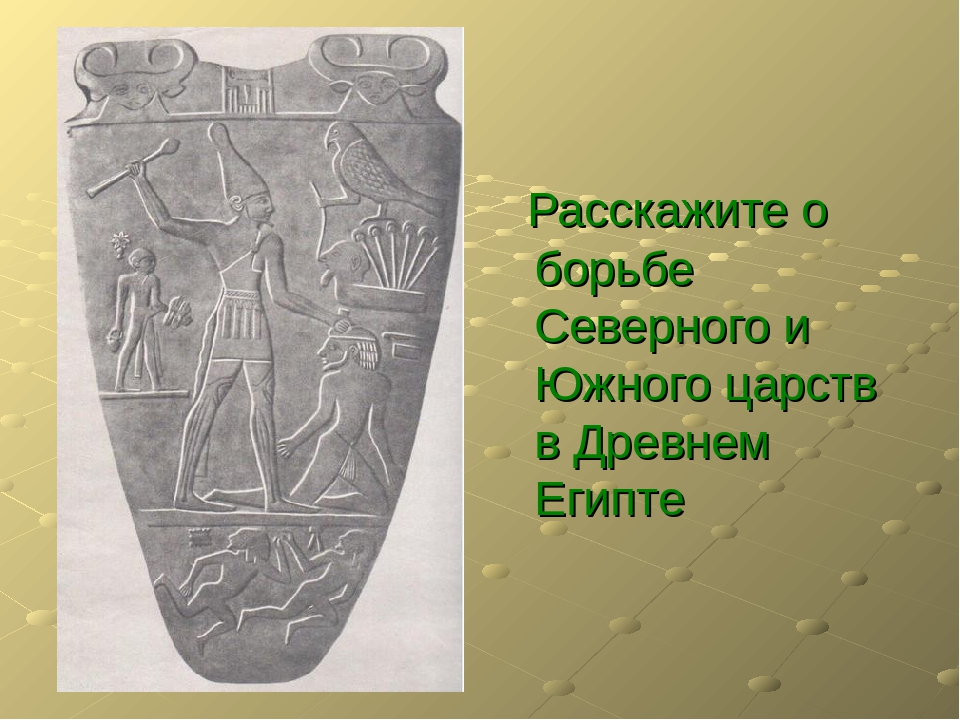 Расскажите о
борьбе
Северного и
Южного царств
в Древнем
Египте